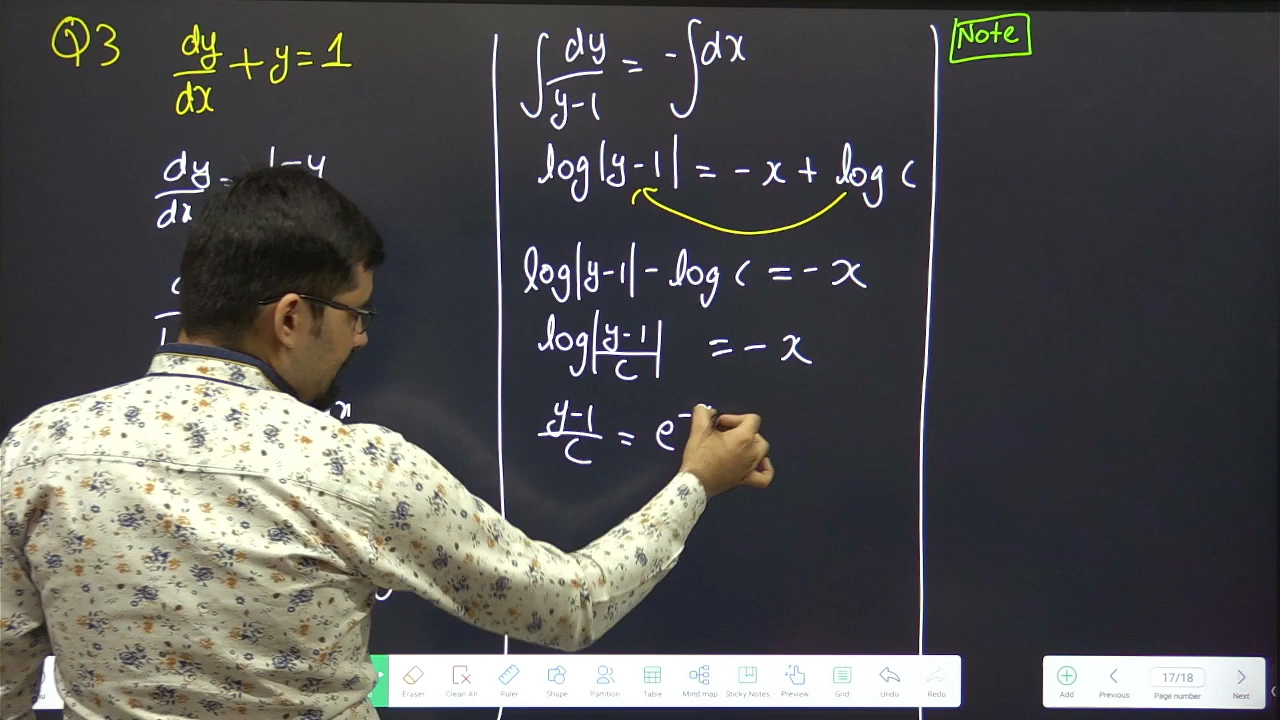 Q3 dy/dx + y = 1
dy/dx = 1-y
∫ dy/y-1 = -∫dx
log|y-1| = -x + log c
log|y-1| - log c = -x
log|y-1/c| = -x
y-1/c = e-
Note
Eraser Clean All Ruler Shape Partition Table Mind map Sticky Notes Preview Grid Undo Redo
Add Previous 17/18 Page number Next